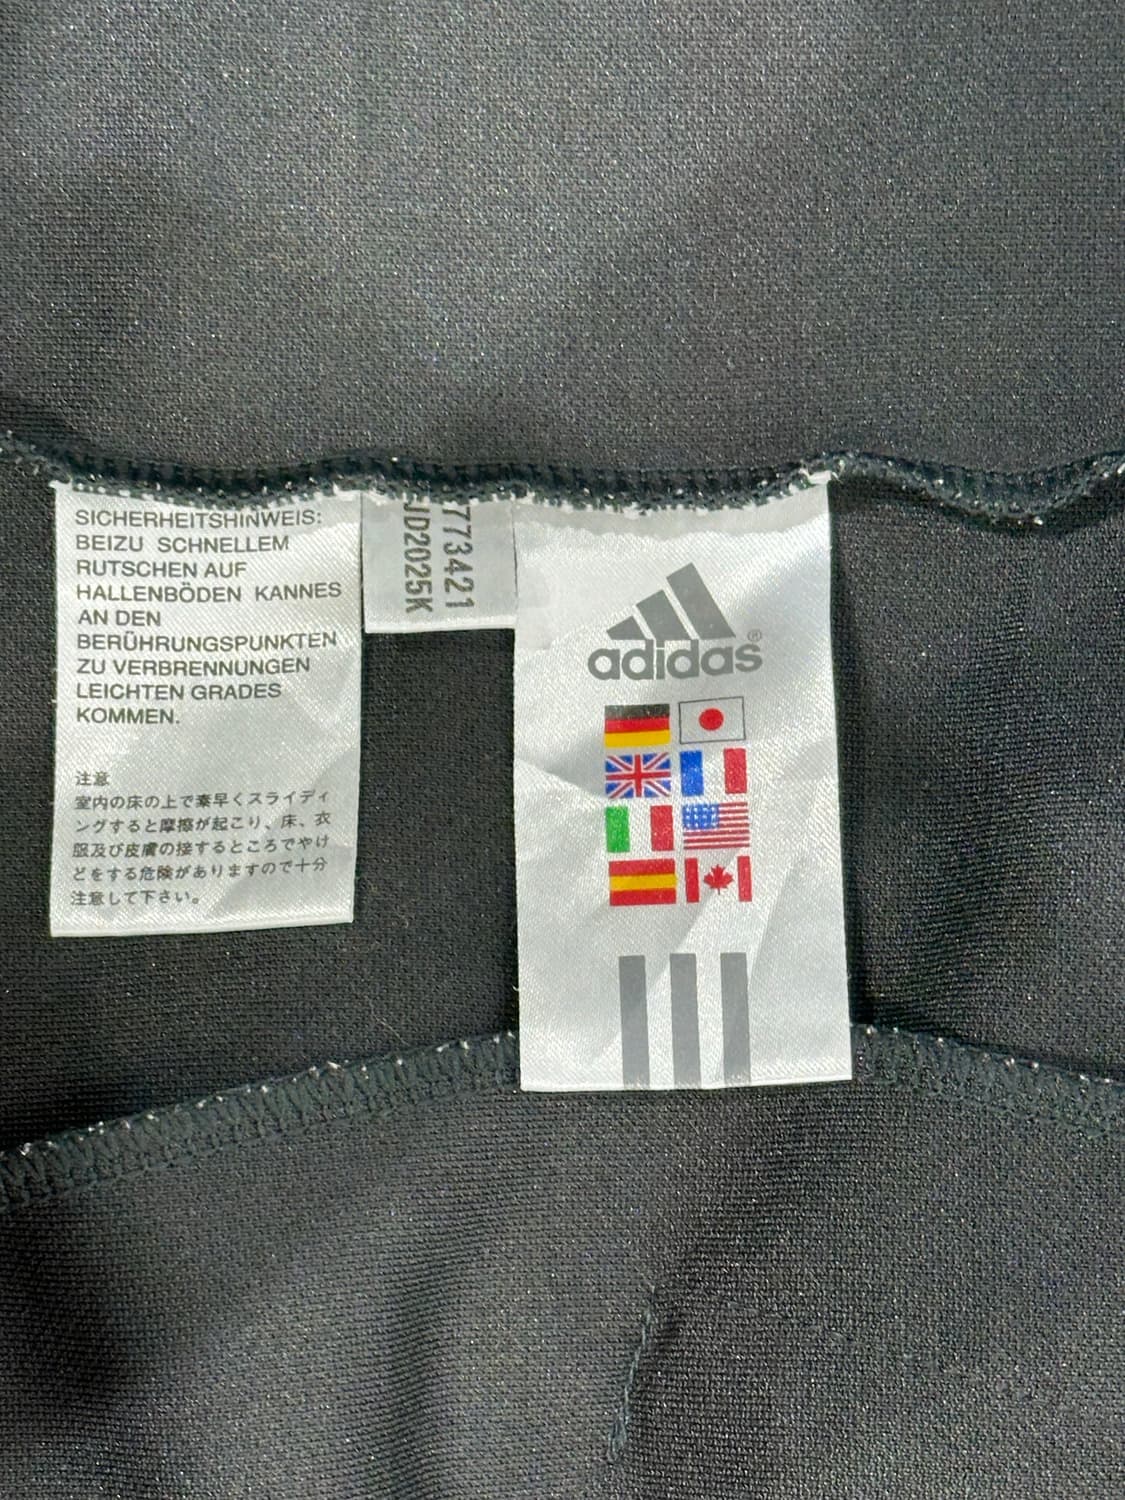 SICHERHEITSHINWEIS:
BEIZU SCHNELLEM
RUTSCHEN AUF
HALLENBÖDEN KANNES
AN DEN
BERÜHRUNGSPUNKTEN
ZU VERBRENNUNGEN
LEICHTEN GRADES
KOMMEN.
注意
室内の床の上で素早くスライディ
ングすると摩擦が起こり、床、衣
服及び皮膚の接するところでやけ
どをする危険がありますので十分
注意して下さい。
773421
JD2025K
adidas®